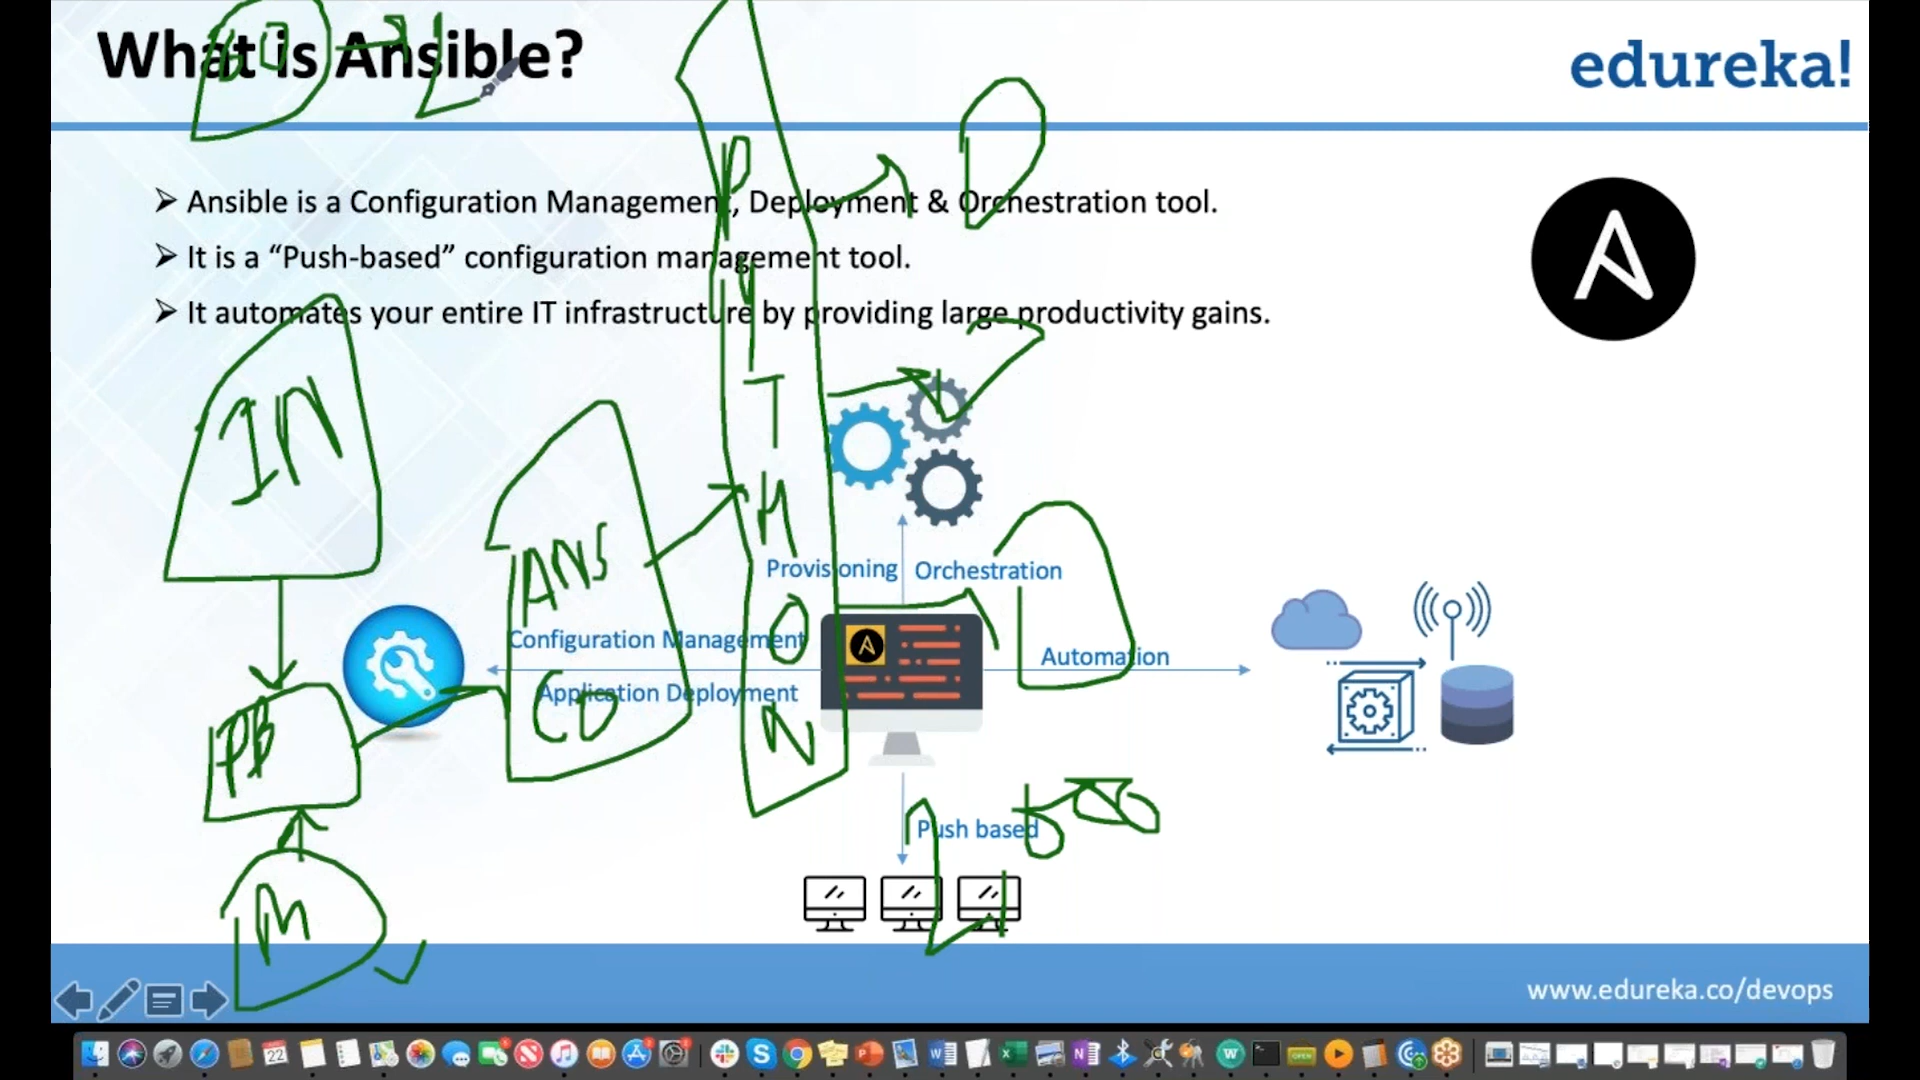 What is Ansible?
edureka!
Ansible is a Configuration Management, Deployment & Orchestration tool.
It is a “Push-based” configuration management tool.
It automates your entire IT infrastructure by providing large productivity gains.
IN
PYTHON
ANS
CO
PB
M
Provisioning
Orchestration
Configuration Management
Application Deployment
Automation
Push based
www.edureka.co/devops